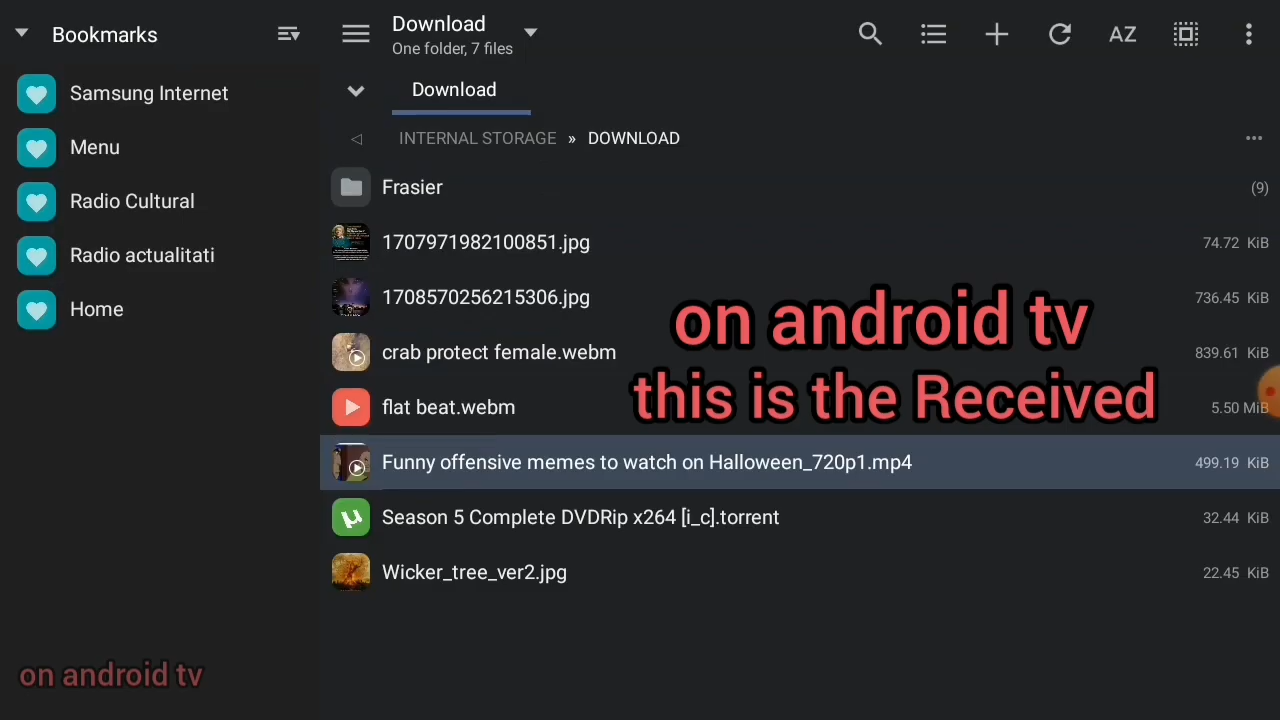 Bookmarks
Download
One folder, 7 files
AZ
Samsung Internet
Menu
Radio Cultural
Radio actualitati
Home
Download
INTERNAL STORAGE » DOWNLOAD
Frasier (9)
1707971982100851.jpg 74.72 KiB
1708570256215306.jpg 736.45 KiB
crab protect female.webm 839.61 KiB
flat beat.webm 5.50 MiB
Funny offensive memes to watch on Halloween_720p1.mp4 499.19 KiB
Season 5 Complete DVDRip x264 [i_c].torrent 32.44 KiB
Wicker_tree_ver2.jpg 22.45 KiB
on android tv
this is the Received
on android tv